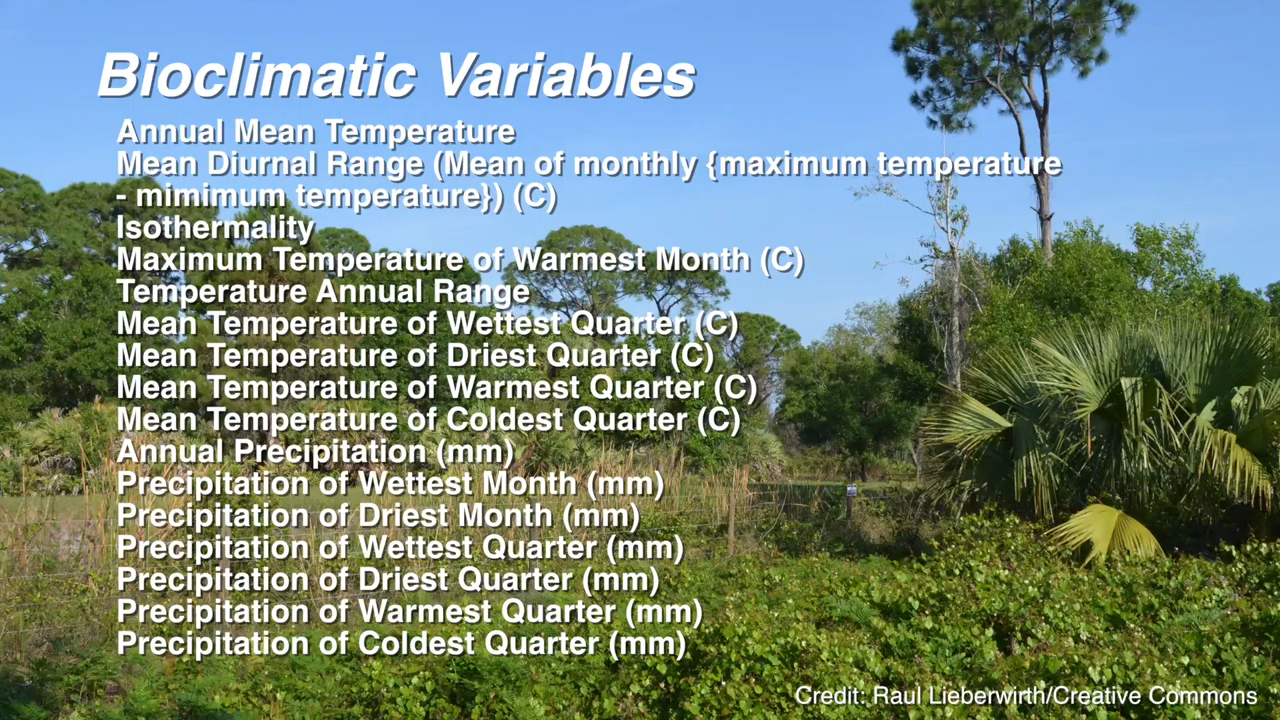 Bioclimatic Variables
Annual Mean Temperature
Mean Diurnal Range (Mean of monthly {maximum temperature
- mimimum temperature}) (C)
Isothermality
Maximum Temperature of Warmest Month (C)
Temperature Annual Range
Mean Temperature of Wettest Quarter (C)
Mean Temperature of Driest Quarter (C)
Mean Temperature of Warmest Quarter (C)
Mean Temperature of Coldest Quarter (C)
Annual Precipitation (mm)
Precipitation of Wettest Month (mm)
Precipitation of Driest Month (mm)
Precipitation of Wettest Quarter (mm)
Precipitation of Driest Quarter (mm)
Precipitation of Warmest Quarter (mm)
Precipitation of Coldest Quarter (mm)
Credit: Raul Lieberwirth/Creative Commons